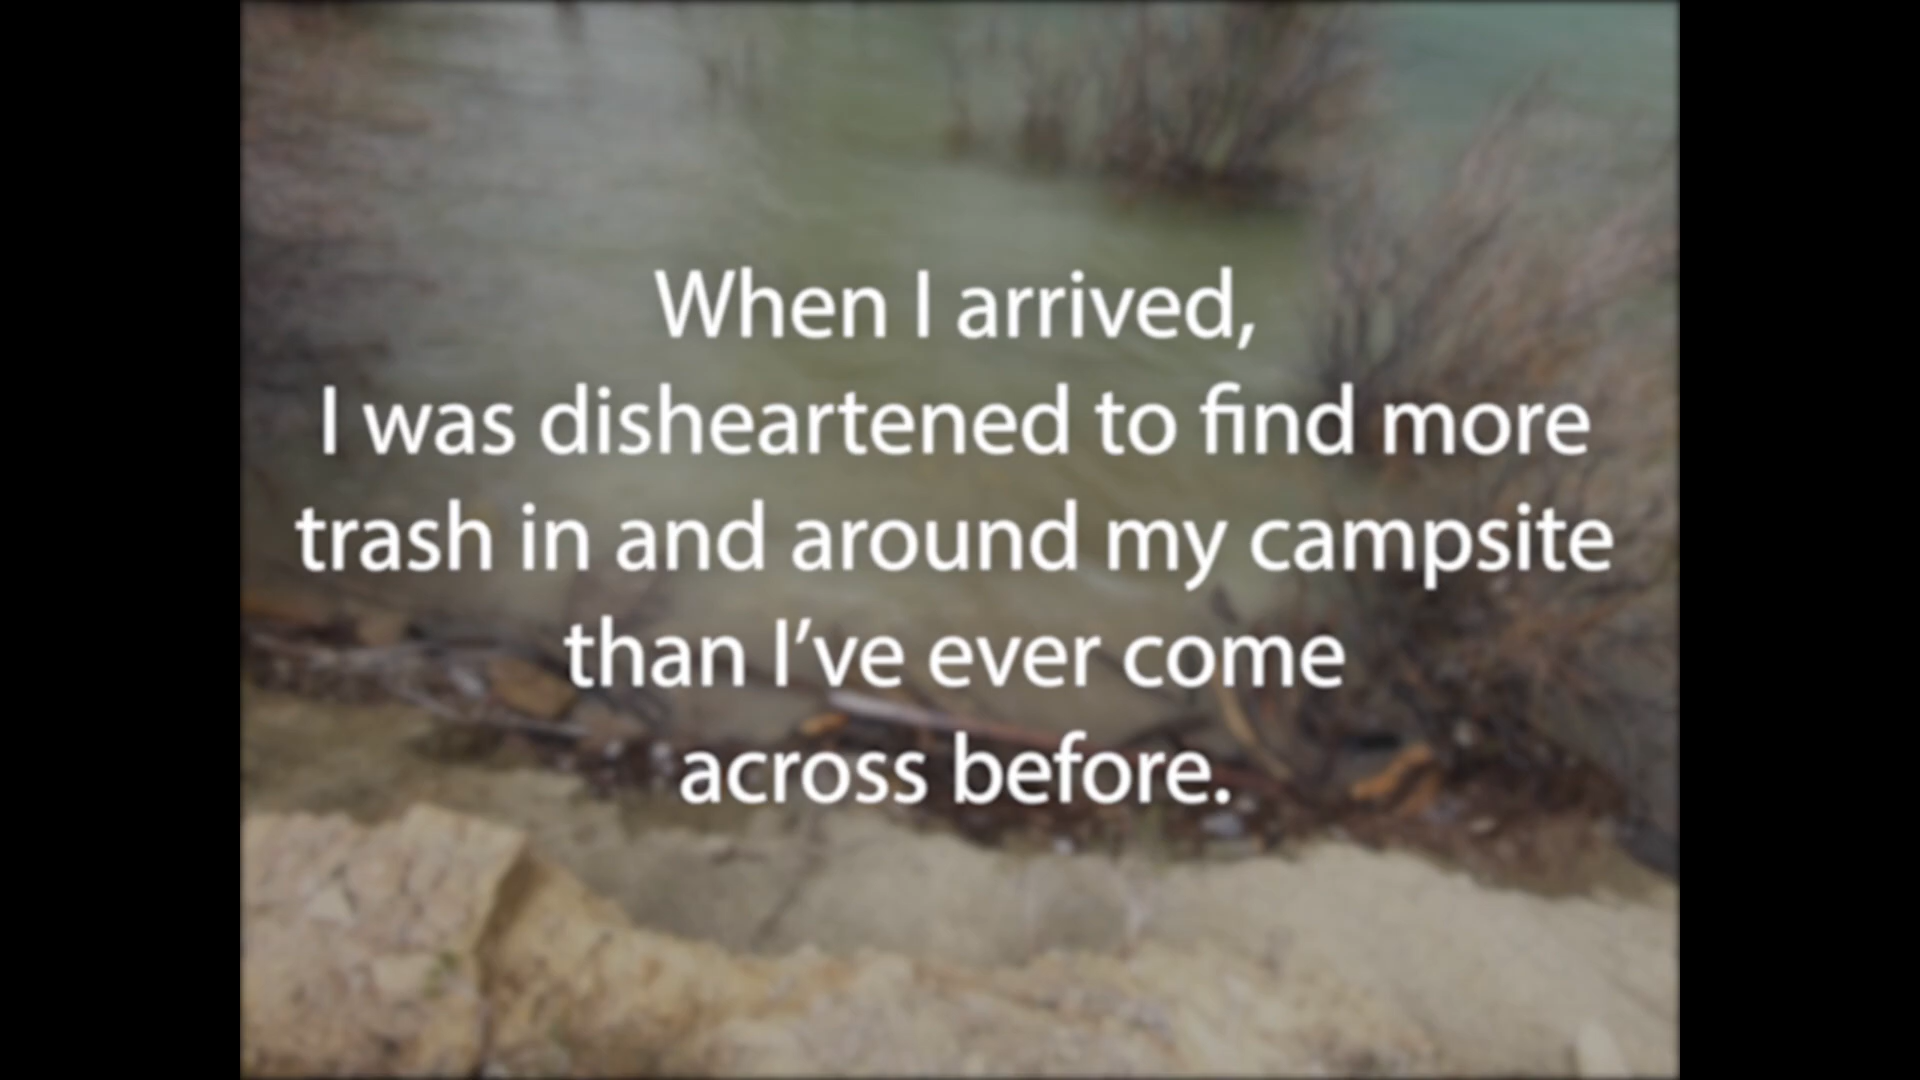 When I arrived,
I was disheartened to find more
trash in and around my campsite
than I’ve ever come
across before.